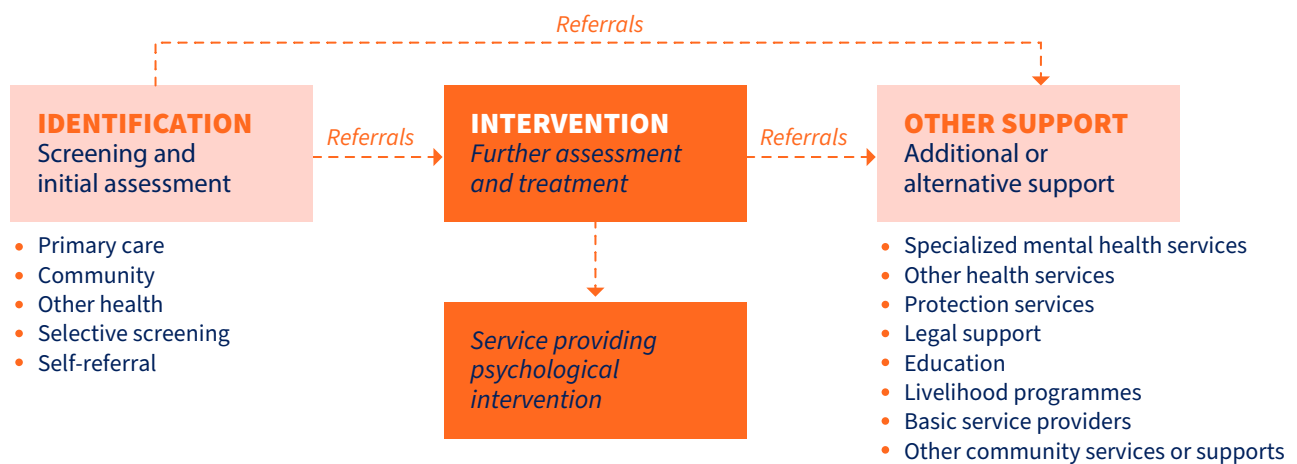 Referrals
IDENTIFICATION
Screening and
initial assessment
Referrals
INTERVENTION
Further assessment
and treatment
Referrals
OTHER SUPPORT
Additional or
alternative support
• Primary care
• Community
• Other health
• Selective screening
• Self-referral
Service providing
psychological
intervention
• Specialized mental health services
• Other health services
• Protection services
• Legal support
• Education
• Livelihood programmes
• Basic service providers
• Other community services or supports